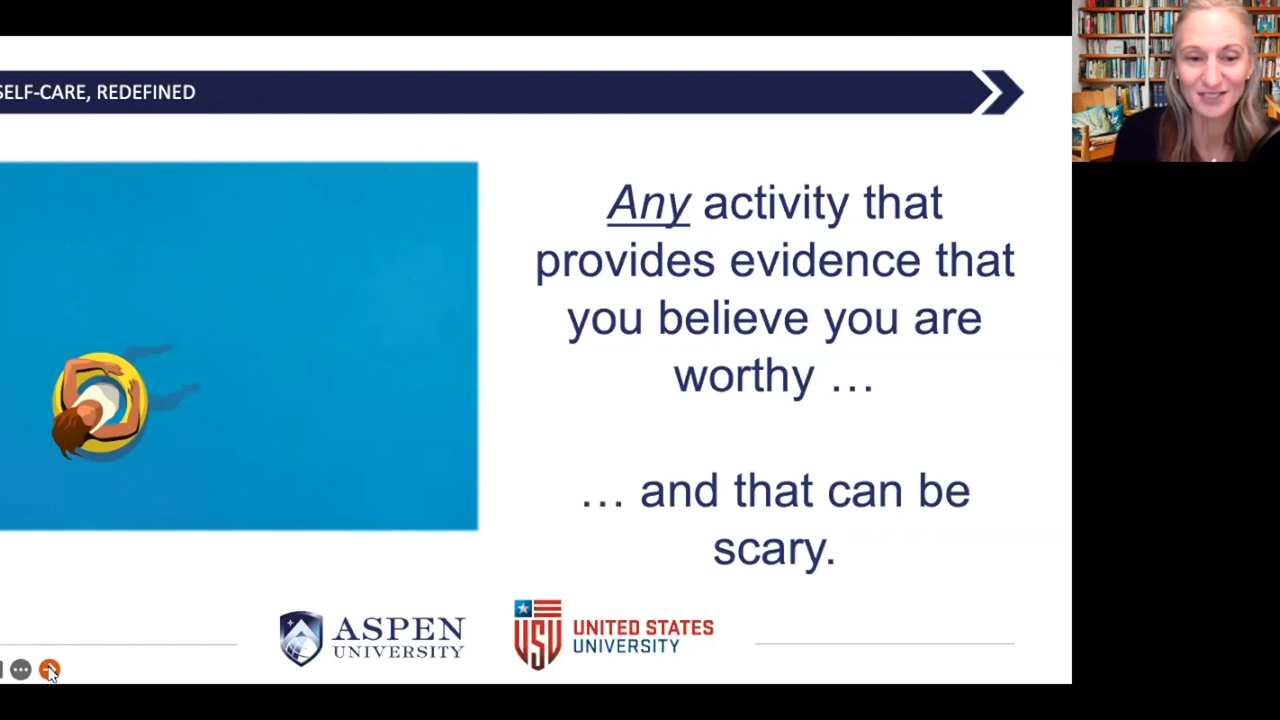 SELF-CARE, REDEFINED
Any activity that
provides evidence that
you believe you are
worthy …
… and that can be
scary.
ASPEN
UNIVERSITY
USU
UNITED STATES
UNIVERSITY